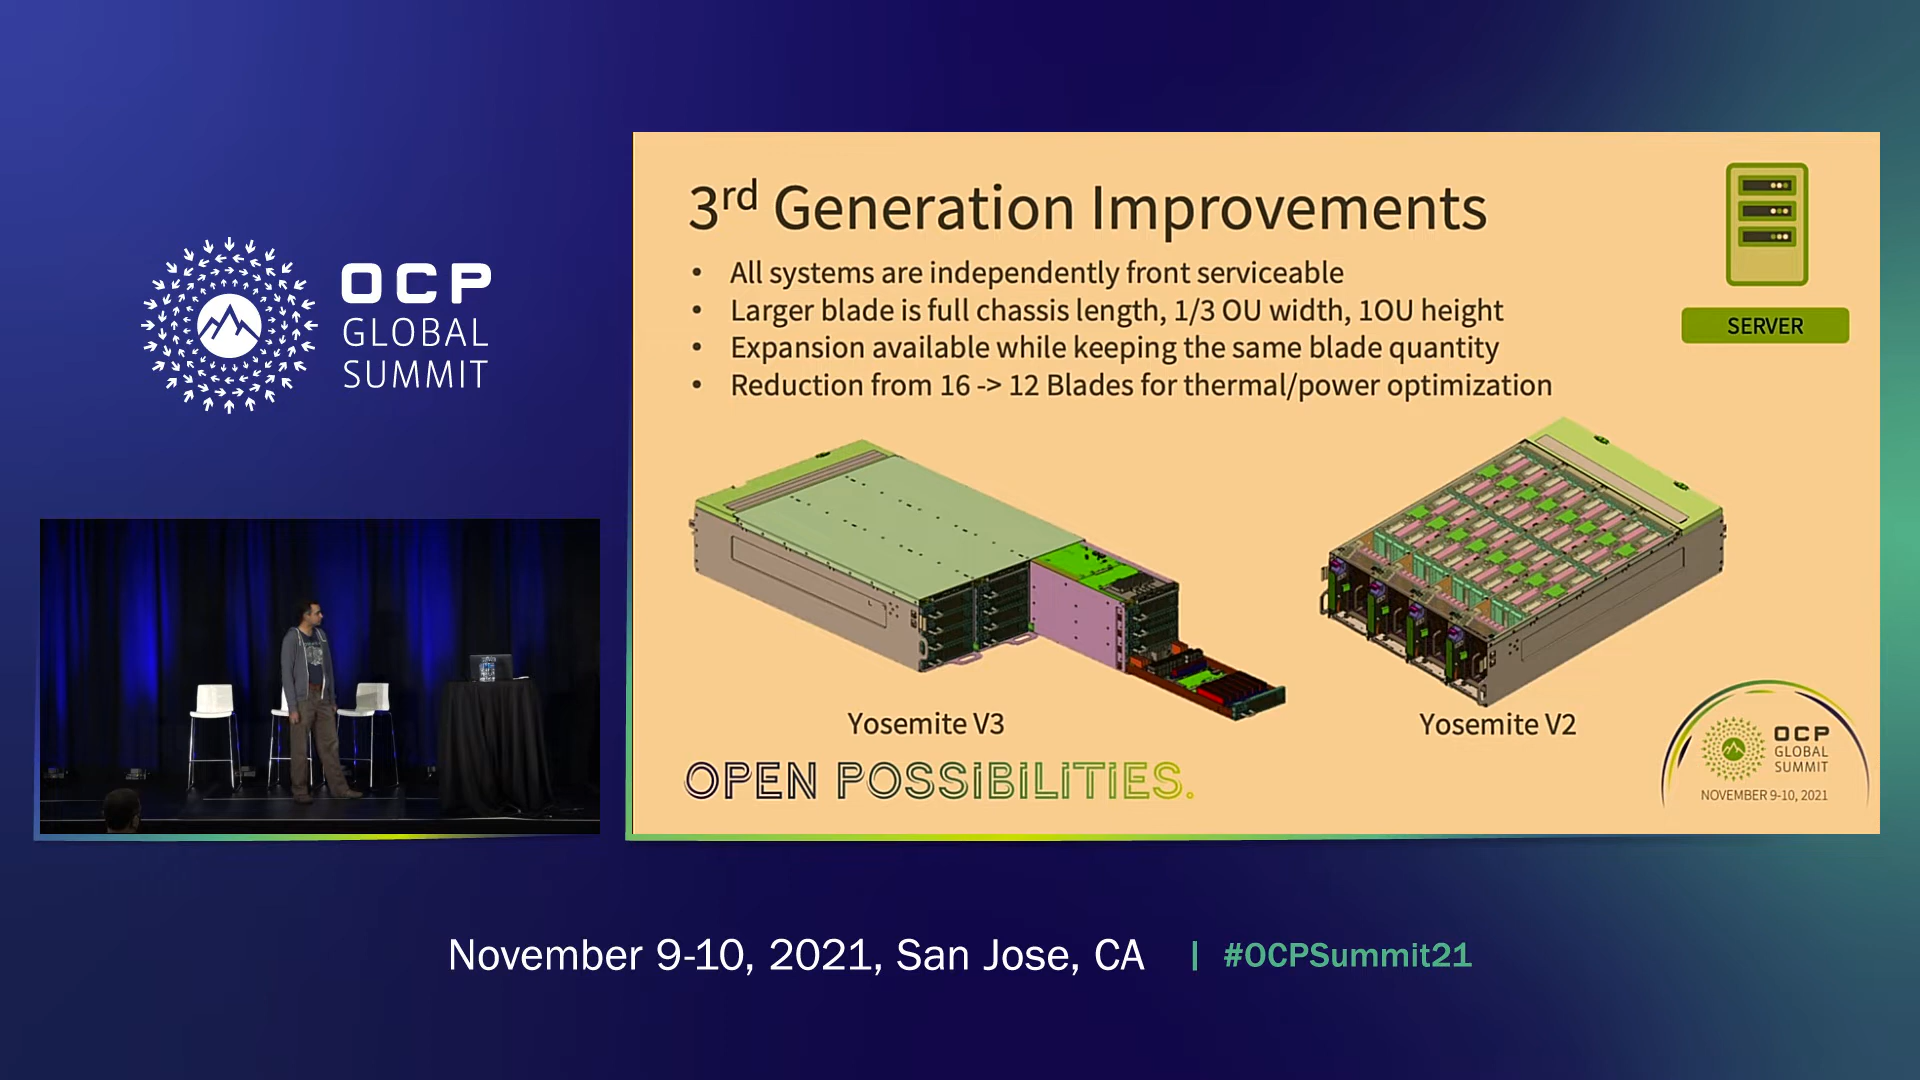 OCP
GLOBAL
SUMMIT
3rd Generation Improvements
• All systems are independently front serviceable
• Larger blade is full chassis length, 1/3 OU width, 1OU height
• Expansion available while keeping the same blade quantity
• Reduction from 16 -> 12 Blades for thermal/power optimization
SERVER
Yosemite V3
Yosemite V2
OPEN POSSIBILITIES.
OCP
GLOBAL
SUMMIT
NOVEMBER 9-10, 2021
November 9-10, 2021, San Jose, CA | #OCPSummit21